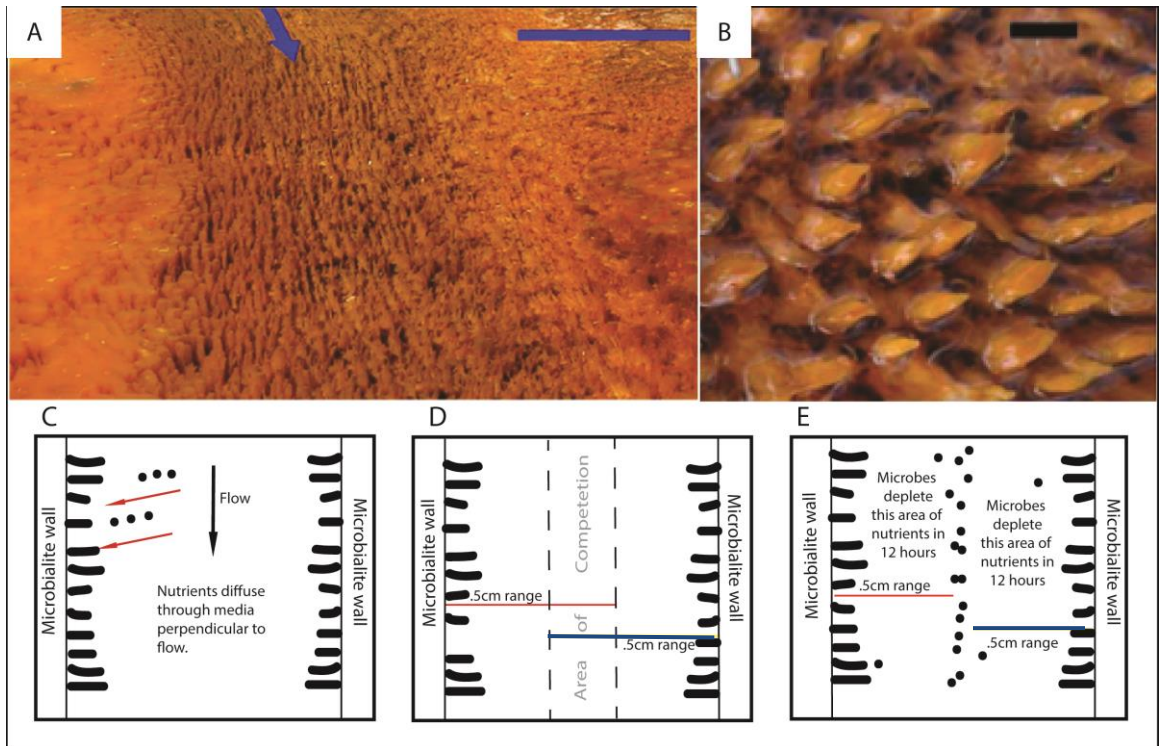 A
B
C
Microbialite wall
Flow
Nutrients diffuse
through media
perpendicular to
flow.
Microbialite wall
D
Microbialite wall
.5cm range
Area of Competetion
.5cm range
Microbialite wall
E
Microbialite wall
Microbes
deplete
this area of
nutrients in
12 hours
.5cm range
Microbes
deplete
this area of
nutrients in
12 hours
.5cm range
Microbialite wall